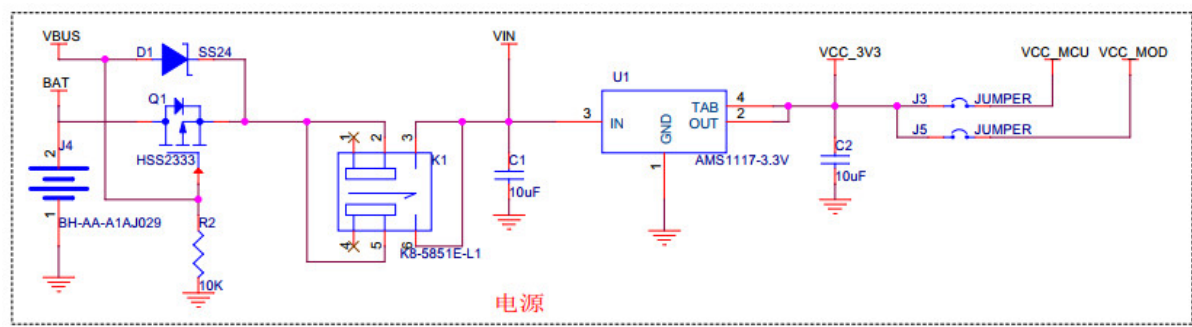 VBUS
D1
SS24
BAT
Q1
HSS2333
J4
2
1
BH-AA-A1AJ029
R2
10K
1
2
3
K1
4
5
6
K8-5851E-L1
VIN
C1
10uF
U1
3
IN
GND
1
TAB
OUT
4
2
AMS1117-3.3V
VCC_3V3
C2
10uF
J3
JUMPER
J5
JUMPER
VCC_MCU
VCC_MOD
电源